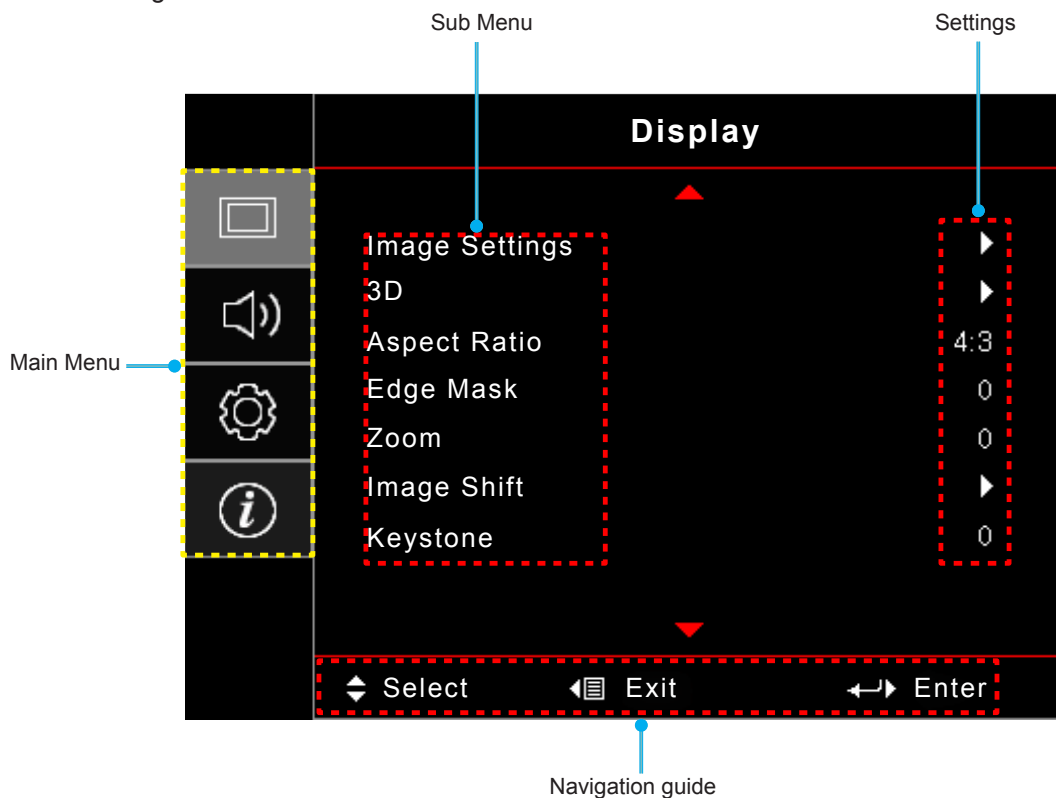 Sub Menu
Settings
Display
Image Settings
3D
Aspect Ratio 4:3
Main Menu
Edge Mask 0
Zoom 0
Image Shift
Keystone 0
Select Exit Enter
Navigation guide